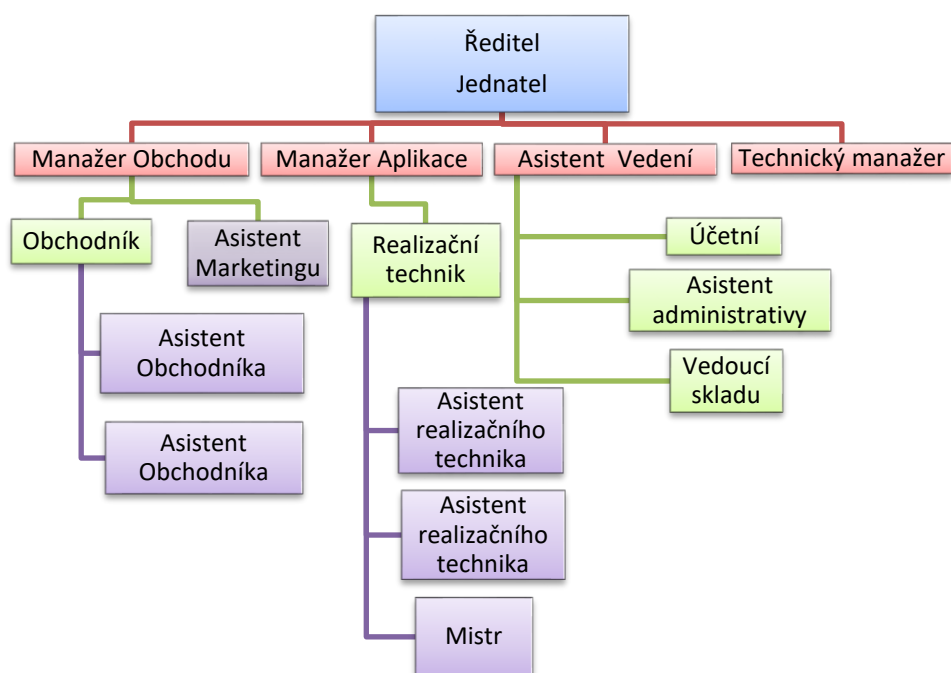 Ředitel
Jednatel
Manažer Obchodu
Manažer Aplikace
Asistent Vedení
Technický manažer
Obchodník
Asistent
Marketingu
Realizační
technik
Účetní
Asistent
administrativy
Asistent
Obchodníka
Vedoucí
skladu
Asistent
realizačního
technika
Asistent
Obchodníka
Asistent
realizačního
technika
Mistr